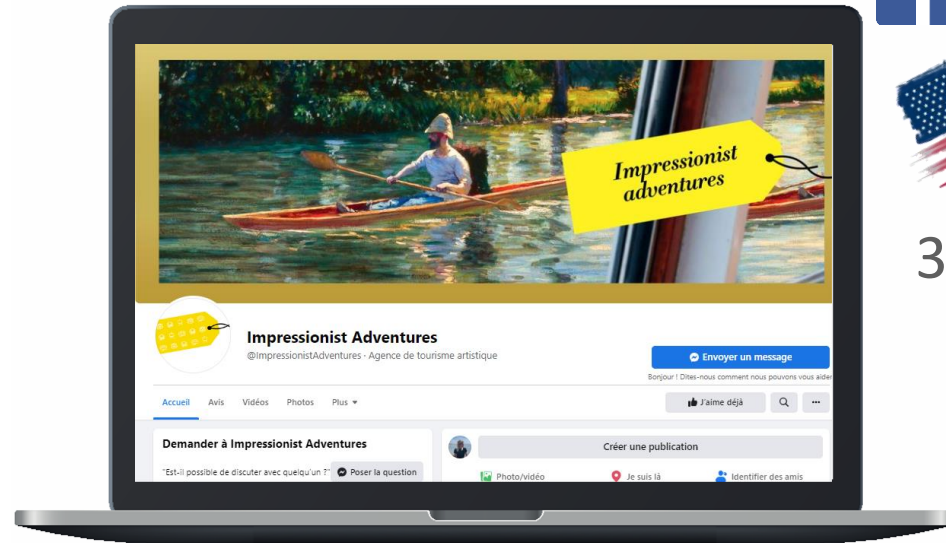 Impressionist
adventures
3
Impressionist Adventures
@ImpressionistAdventures · Agence de tourisme artistique
Envoyer un message
Bonjour ! Dites-nous comment nous pouvons vous aider
Accueil Avis Vidéos Photos Plus
J'aime déjà
Demander à Impressionist Adventures
Créer une publication
"Est-il possible de discuter avec quelqu'un ?" Poser la question
Photo/vidéo Je suis là Identifier des amis